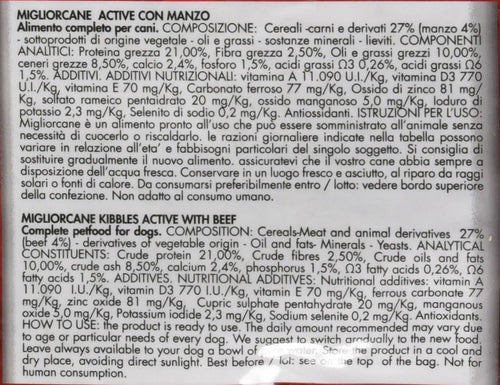 MIGLIORCANE ACTIVE CON MANZO
Alimento completo per cani. COMPOSIZIONE: Cereali -carni e derivati 27% (manzo 4%)
- sottoprodotti di origine vegetale - oli e grassi - sostanze minerali - lieviti. COMPONENTI
ANALITICI: Proteina grezza 21,00%, Fibra grezza 2,50%, Oli e grassi grezzi 10,00%,
ceneri grezze 8,50%, calcio 2,4%, fosforo 1,5%, acidi grassi Ω3 0,26%, acidi grassi Ω6
1,5%. ADDITIVI. ADDITIVI NUTRIZIONALI: vitamina A 11.090 U.I./Kg, vitamina D3 770
U.I./Kg, vitamina E 70 mg/Kg, Carbonato ferroso 77 mg/Kg, Ossido di zinco 81 mg/
Kg, solfato rameico pentaidrato 20 mg/Kg, ossido manganoso 5,0 mg/Kg, Ioduro di
potassio 2,3 mg/Kg, Selenito di sodio 0,2 mg/Kg. Antiossidanti. ISTRUZIONI PER L'USO:
Migliorcane è un alimento pronto all'uso che può essere somministrato all'animale senza
necessità di cuocerlo o riscaldarlo. le razioni giornaliere indicate nella tabella possono
variare in relazione all'eta' e fabbisogni particolari del singolo soggetto. Si consiglia di
sostituire gradualmente il nuovo alimento. assicuratevi che il vostro cane abbia sempre a
disposizione dell'acqua fresca. Conservare in un luogo fresco e asciutto, al riparo da raggi
solari o fonti di calore. Da consumarsi preferibilmente entro / lotto: vedere bordo superiore
della confezione. Non adatto al consumo umano.
MIGLIORCANE KIBBLES ACTIVE WITH BEEF
Complete petfood for dogs. COMPOSITION: Cereals-Meat and animal derivatives 27%
(beef 4%) - derivatives of vegetable origin - Oil and fats- Minerals - Yeasts. ANALYTICAL
CONSTITUENTS: Crude protein 21,00%, Crude fibres 2,50%, Crude oils and fats
10,00%, crude ash 8,50%, calcium 2,4%, phosphorus 1,5%, Ω3 fatty acids 0,26%, Ω6
fatty acids 1,5%. ADDITIVES. NUTRITIONAL ADDITIVES: Nutritional additives: vitamin A
11.090 I.U./Kg, vitamin D3 770 I.U./Kg, vitamin E 70 mg/Kg, ferrous carbonate 77
mg/Kg, zinc oxide 81 mg/Kg, Cupric sulphate pentahydrate 20 mg/Kg, manganous
oxide 5,0 mg/Kg, Potassium iodide 2,3 mg/Kg, Sodium selenite 0,2 mg/Kg. Antioxidants.
HOW TO USE: the product is ready to use. The daily amount recommended may vary due
to age or particular needs of every dog. We suggest to switch gradually to the new food.
Leave always available to your dog a bowl of water. Store the product in a cool and
dry place, avoiding direct sunlight. Best before / lot: see on the top of the bag. Not for
human consumption.